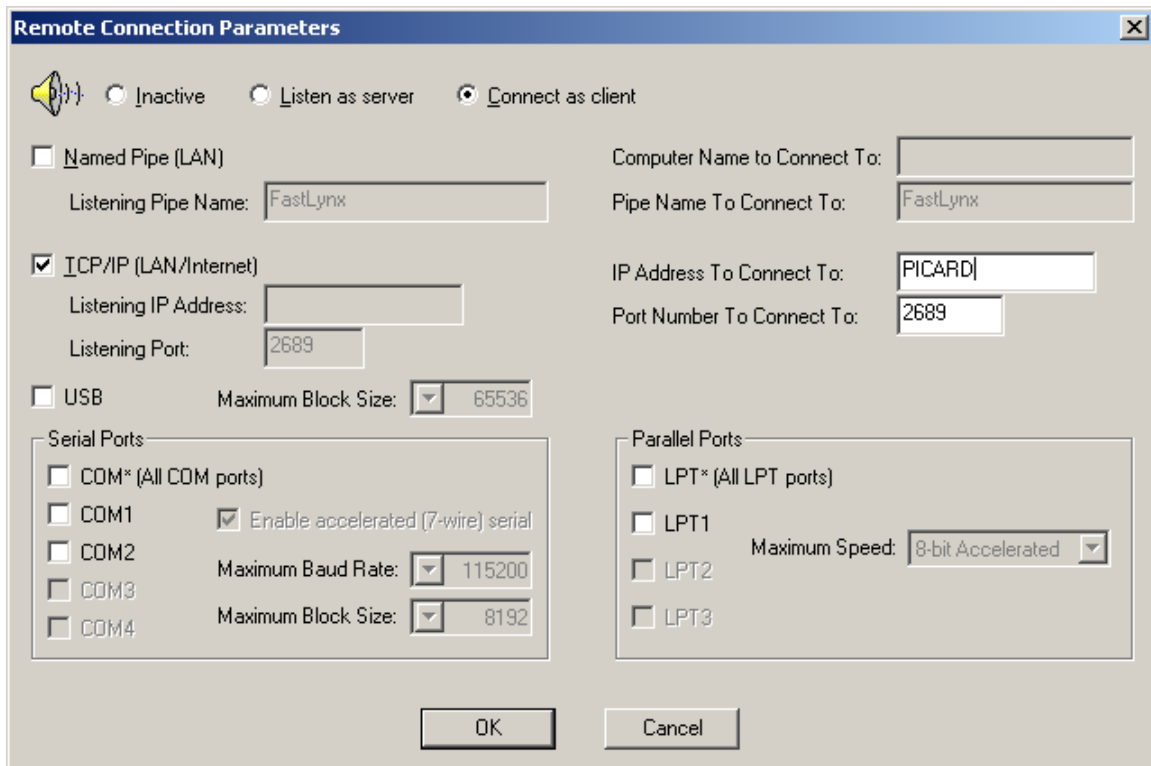 Remote Connection Parameters
Inactive Listen as server Connect as client
Named Pipe (LAN) Computer Name to Connect To:
Listening Pipe Name: FastLynx Pipe Name To Connect To: FastLynx
TCP/IP (LAN/Internet) IP Address To Connect To: PICARD
Listening IP Address: Port Number To Connect To: 2689
Listening Port: 2689
USB Maximum Block Size: 65536
Serial Ports
COM* (All COM ports)
COM1 Enable accelerated (7-wire) serial
COM2
Maximum Baud Rate: 115200
COM3
Maximum Block Size: 8192
COM4
Parallel Ports
LPT* (All LPT ports)
LPT1
Maximum Speed: 8-bit Accelerated
LPT2
LPT3
OK Cancel